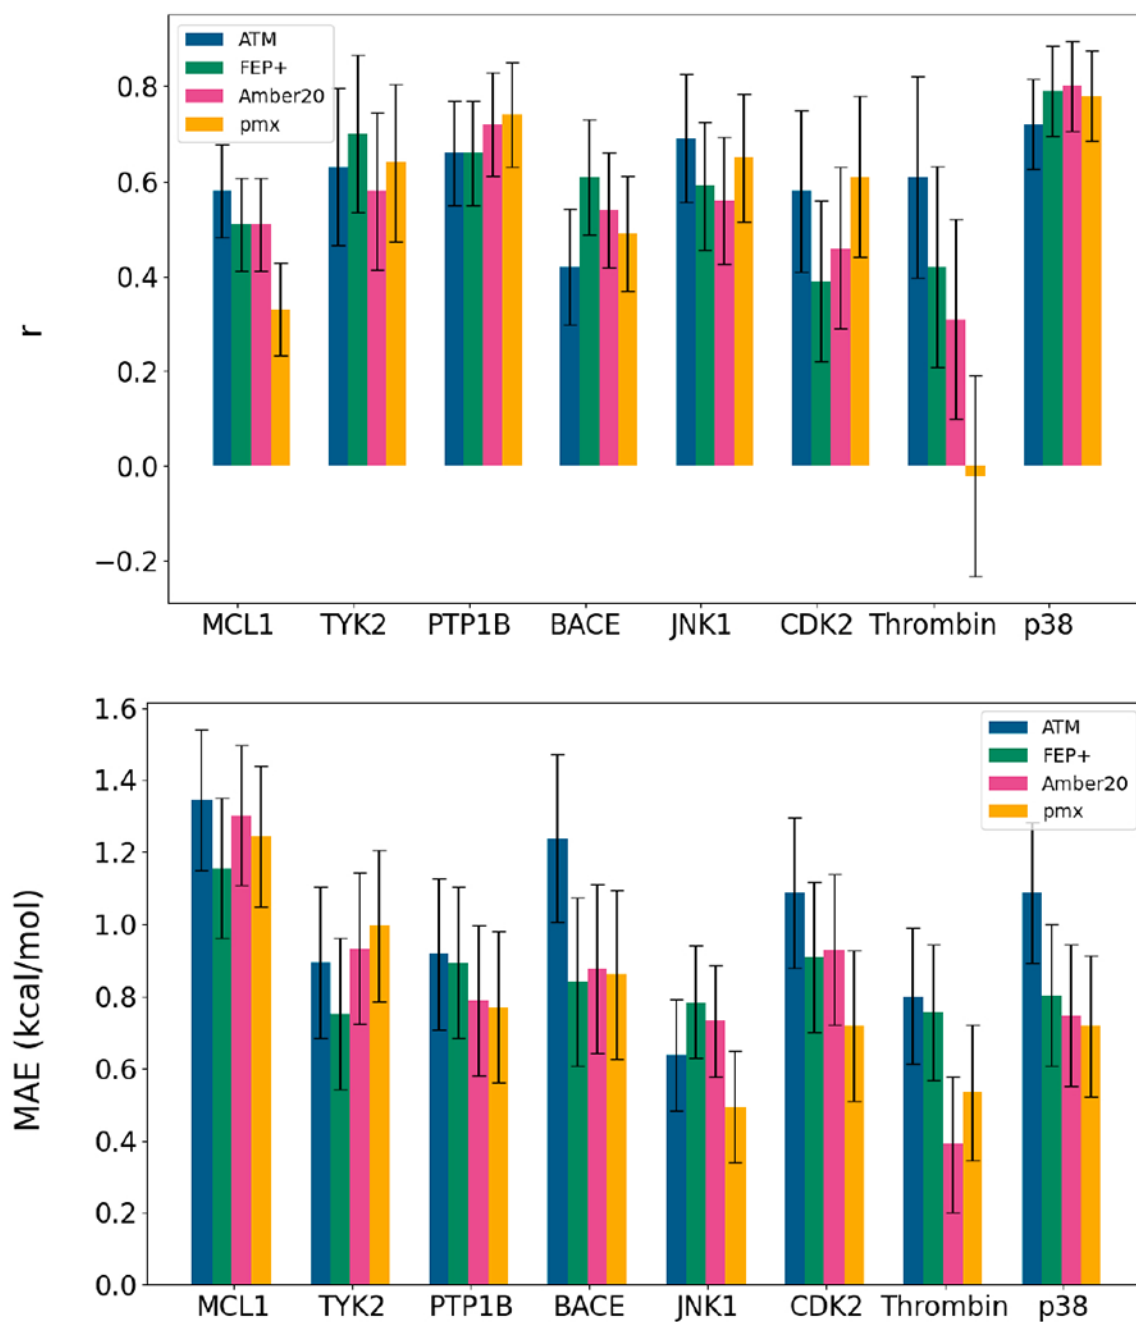 ATM
FEP+
Amber20
pmx
r
0.8
0.6
0.4
0.2
0.0
−0.2
MCL1 TYK2 PTP1B BACE JNK1 CDK2 Thrombin p38
ATM
FEP+
Amber20
pmx
MAE (kcal/mol)
1.6
1.4
1.2
1.0
0.8
0.6
0.4
0.2
0.0
MCL1 TYK2 PTP1B BACE JNK1 CDK2 Thrombin p38